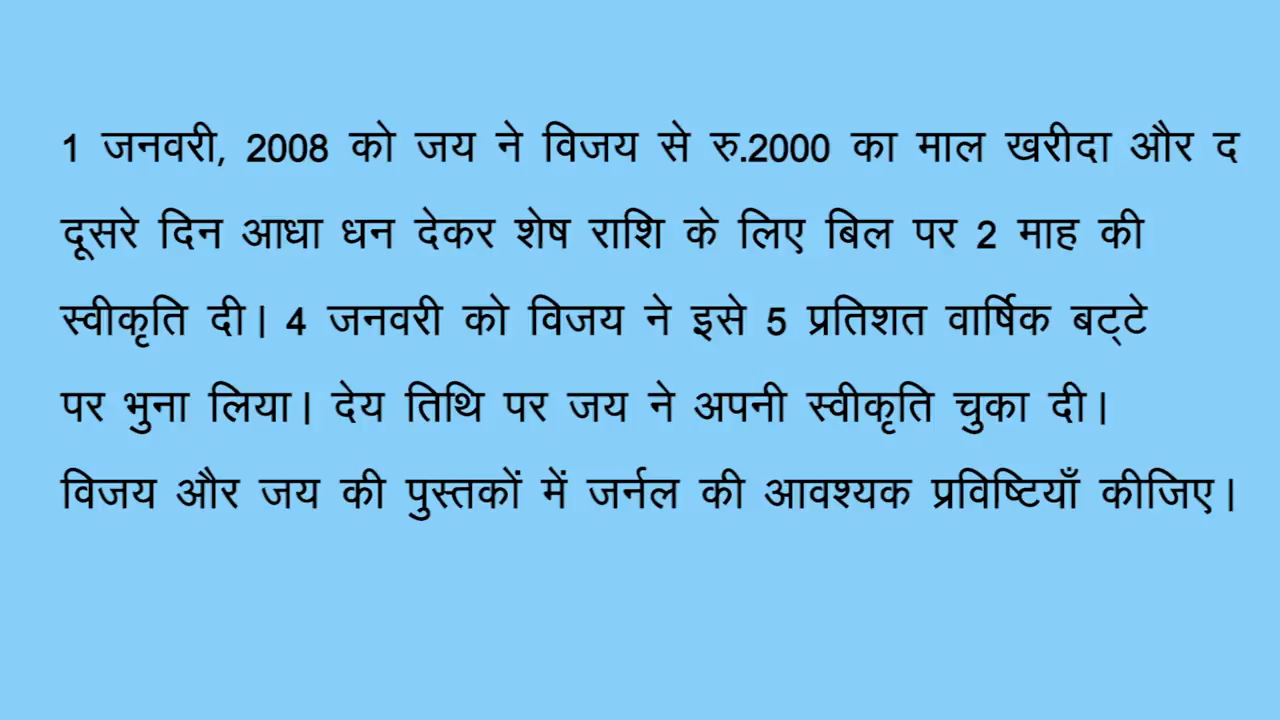 1 जनवरी, 2008 को जय ने विजय से रु.2000 का माल खरीदा और द
दूसरे दिन आधा धन देकर शेष राशि के लिए बिल पर 2 माह की
स्वीकृति दी। 4 जनवरी को विजय ने इसे 5 प्रतिशत वार्षिक बट्‌टे
पर भुना लिया। देय तिथि पर जय ने अपनी स्वीकृति चुका दी।
विजय और जय की पुस्तकों में जर्नल की आवश्यक प्रविष्टियाँ कीजिए।